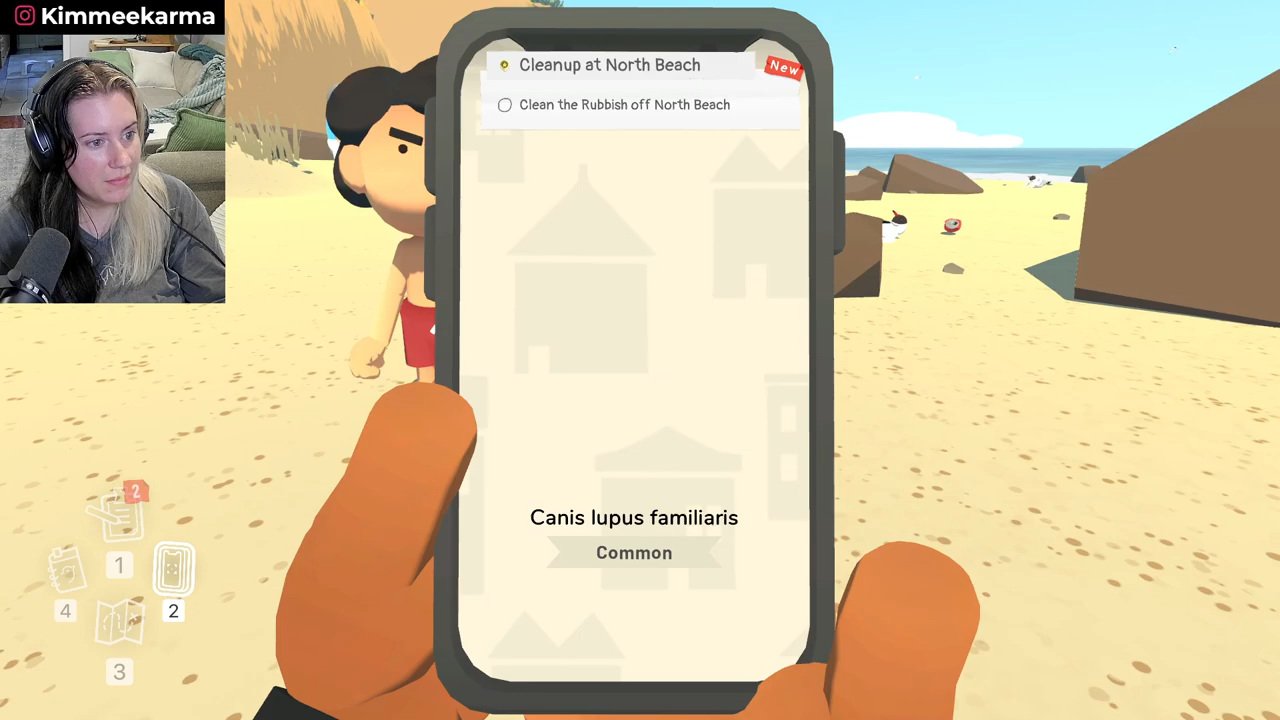 Kimmeekarma
Cleanup at North Beach
New
Clean the Rubbish off North Beach
Canis lupus familiaris
Common
2
1
4
2
3